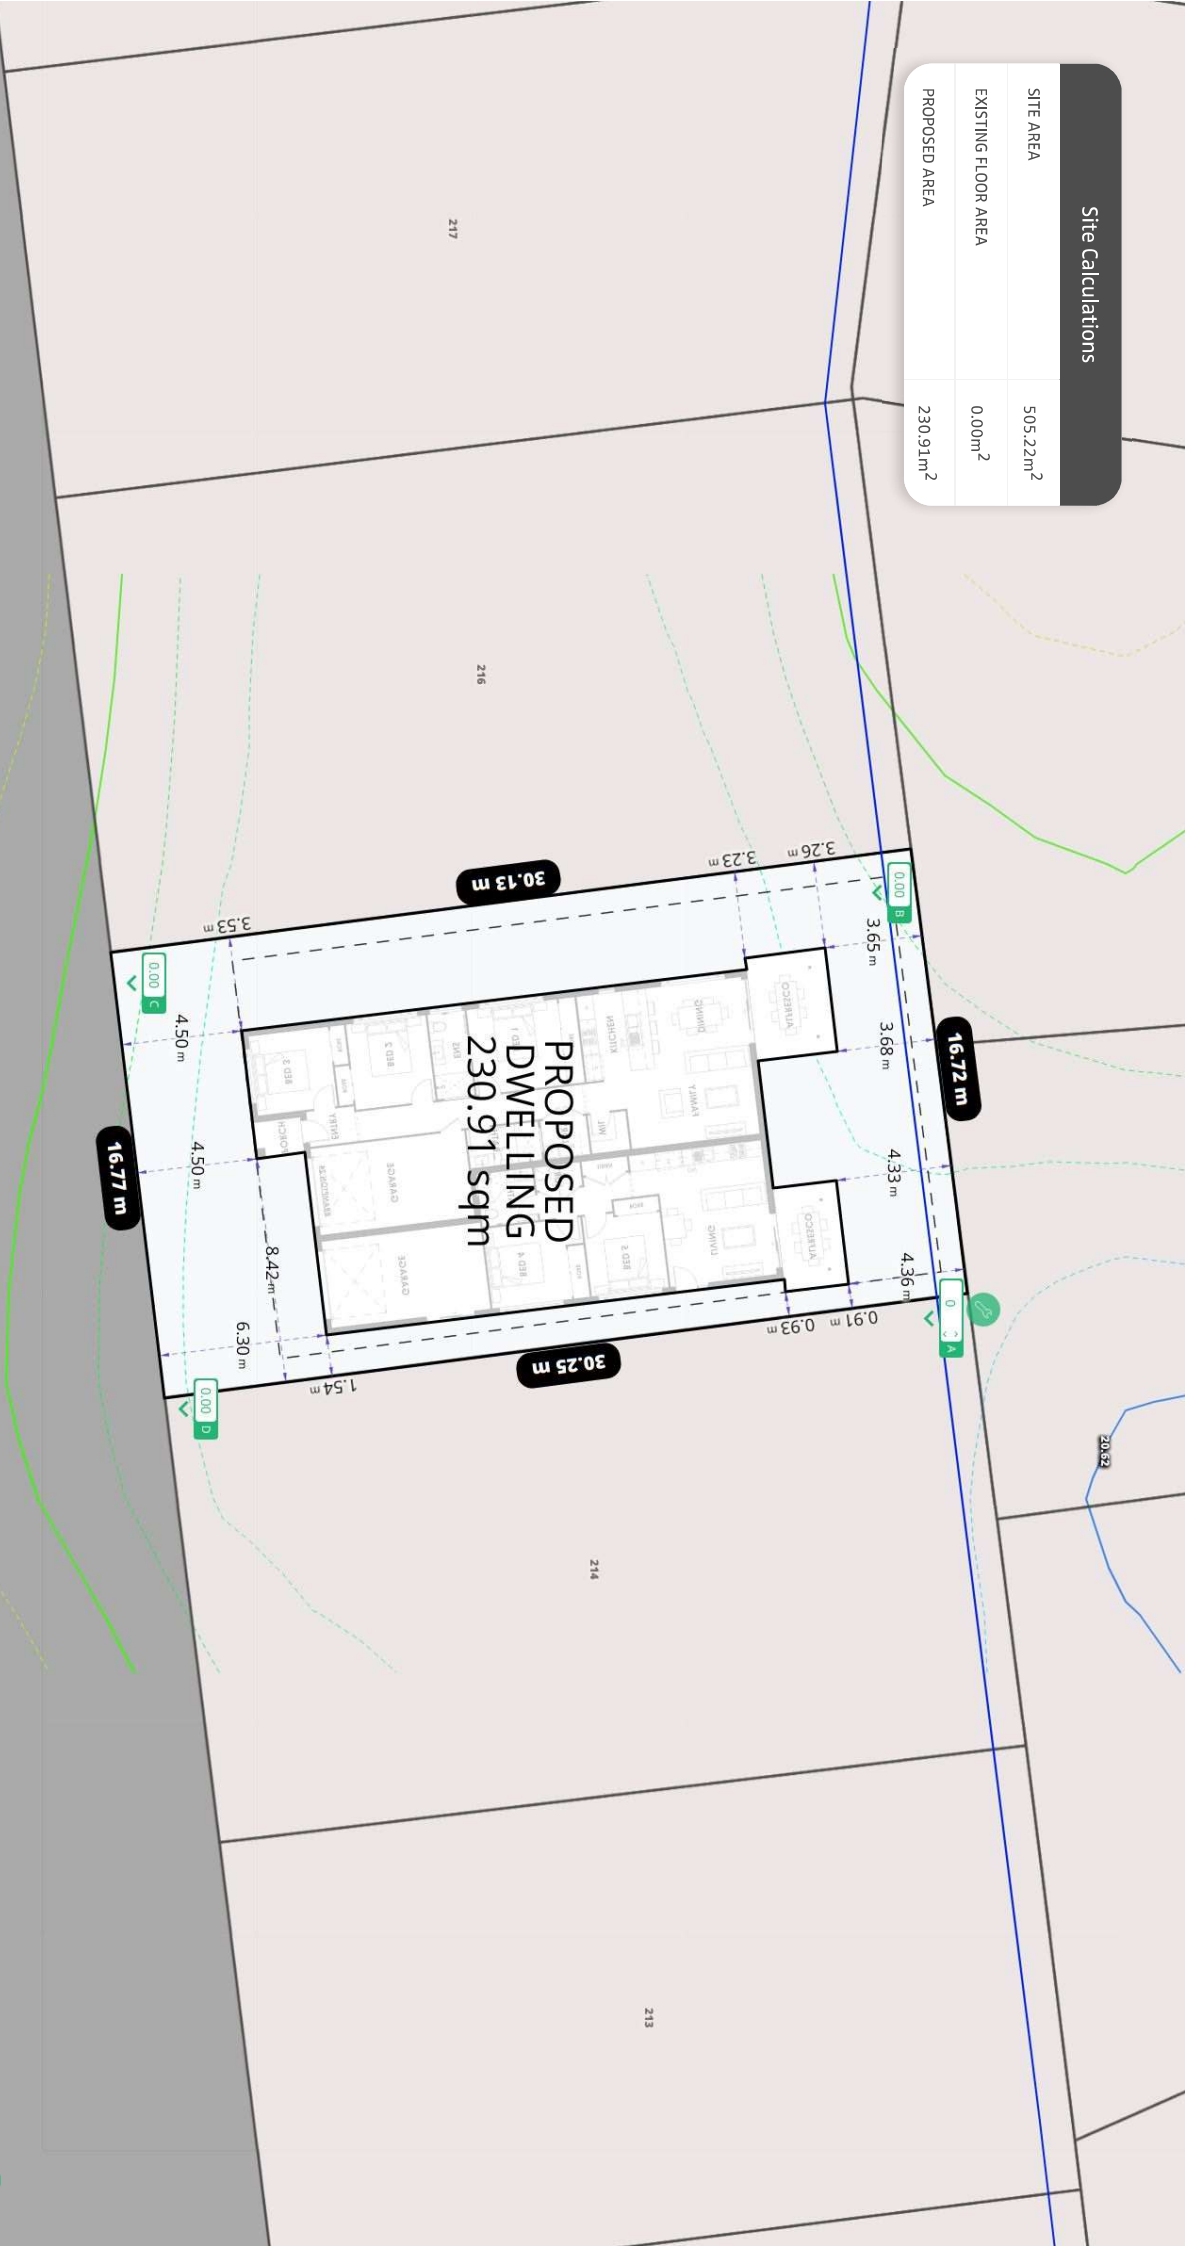 Site Calculations
SITE AREA 505.22m²
EXISTING FLOOR AREA 0.00m²
PROPOSED AREA 230.91m²
217
216
214
213
20.62
30.13 m
16.72 m
30.25 m
16.77 m
3.53 m
3.23 m
3.26 m
3.65 m
3.68 m
4.33 m
4.36 m
0.91 m
0.93 m
1.54 m
6.30 m
8.42 m
4.50 m
4.50 m
0.00 B
0 A
0.00 C
0.00 D
PROPOSED
DWELLING
230.91 sqm
ALFRESCO
DINING
KITCHEN
FAMILY
ENS
BED 2
BED 3
ENTRY
PORCH
GARAGE
GARAGE
BED 4
BED 5
LIVING
ALFRESCO